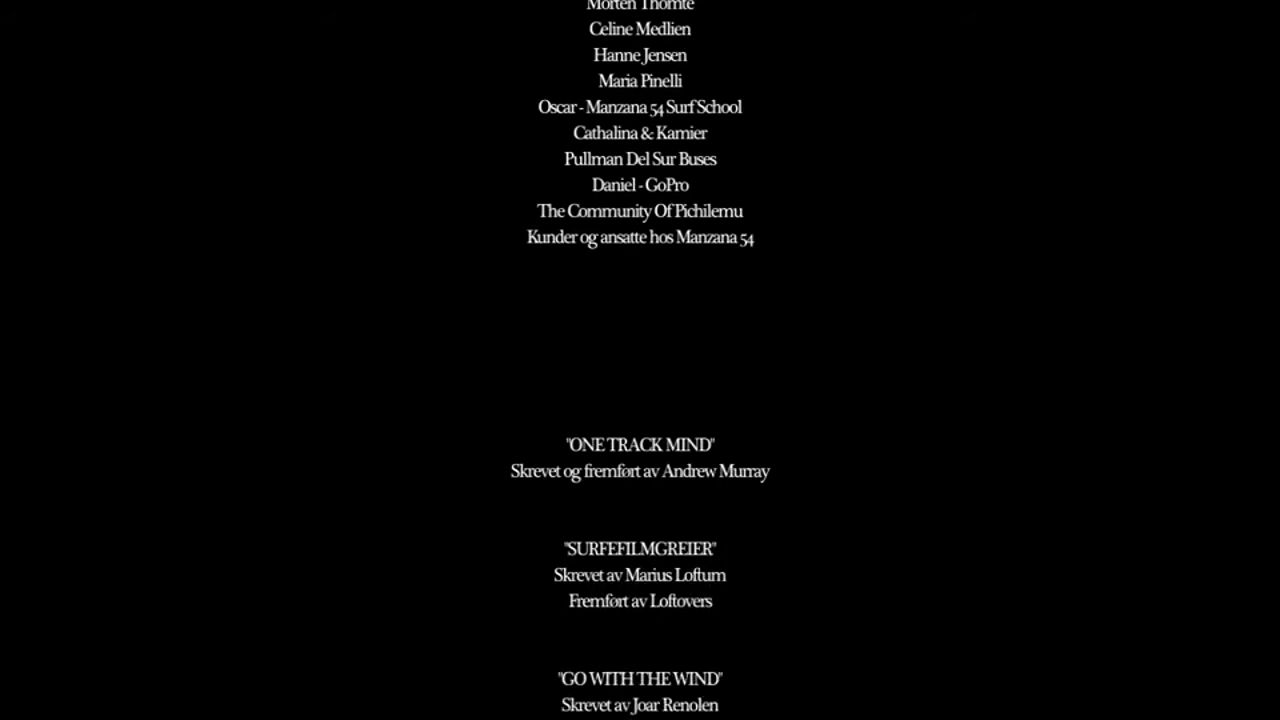 Morten Thomte
Celine Medlien
Hanne Jensen
Maria Pinelli
Oscar - Manzana 54 Surf School
Cathalina & Kamier
Pullman Del Sur Buses
Daniel - GoPro
The Community Of Pichilemu
Kunder og ansatte hos Manzana 54
"ONE TRACK MIND"
Skrevet og fremført av Andrew Murray
"SURFEFILMGREIER"
Skrevet av Marius Loftum
Fremført av Loftovers
"GO WITH THE WIND"
Skrevet av Joar Renolen